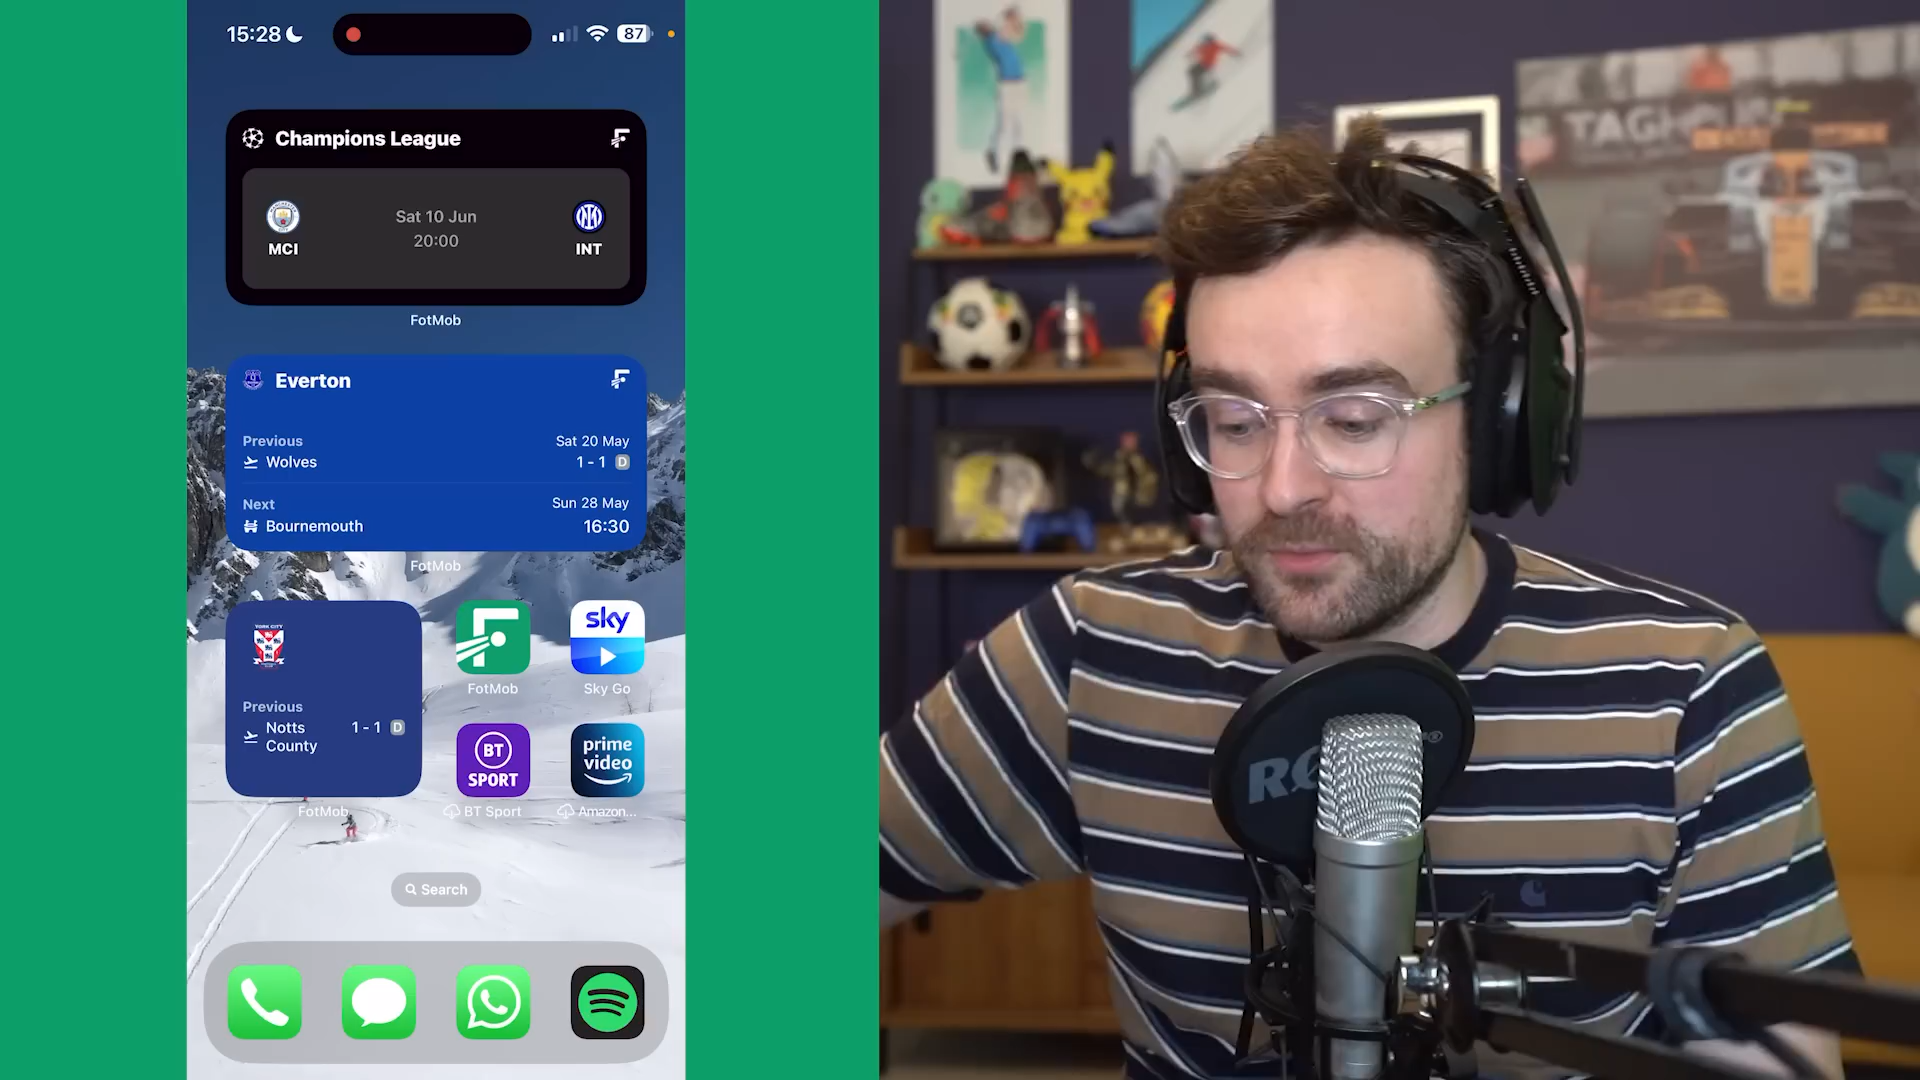 15:28
87
Champions League
Sat 10 Jun
20:00
MCI
INT
FotMob
Everton
Previous
Sat 20 May
Wolves
1 - 1 D
Next
Sun 28 May
Bournemouth
16:30
FotMob
YORK CITY
Previous
Notts
County
1 - 1 D
FotMob
FotMob
sky
Sky Go
BT
SPORT
BT Sport
prime
video
Amazon...
Search